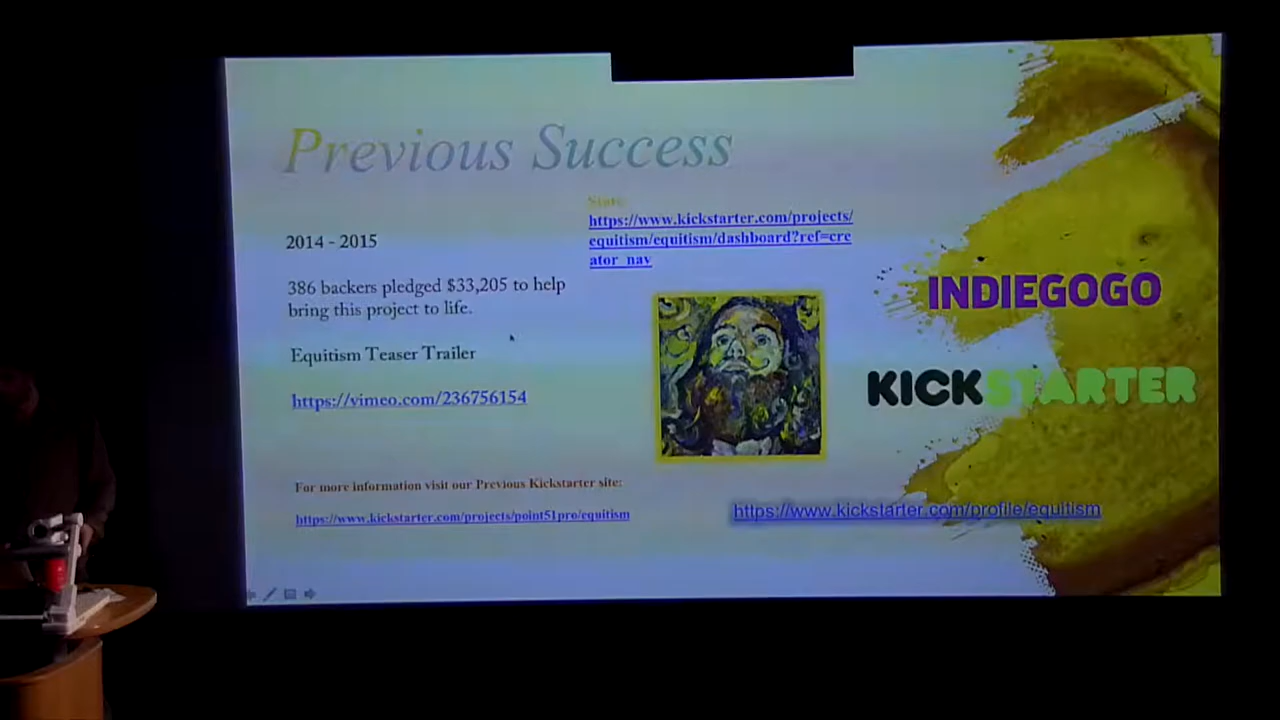 Previous Success
Stats:
https://www.kickstarter.com/projects/
equitism/equitism/dashboard?ref=cre
ator_nav
2014 - 2015
386 backers pledged $33,205 to help
bring this project to life.
Equitism Teaser Trailer
https://vimeo.com/236756154
INDIEGOGO
KICKSTARTER
For more information visit our Previous Kickstarter site:
https://www.kickstarter.com/projects/point51pro/equitism
https://www.kickstarter.com/profile/equitism